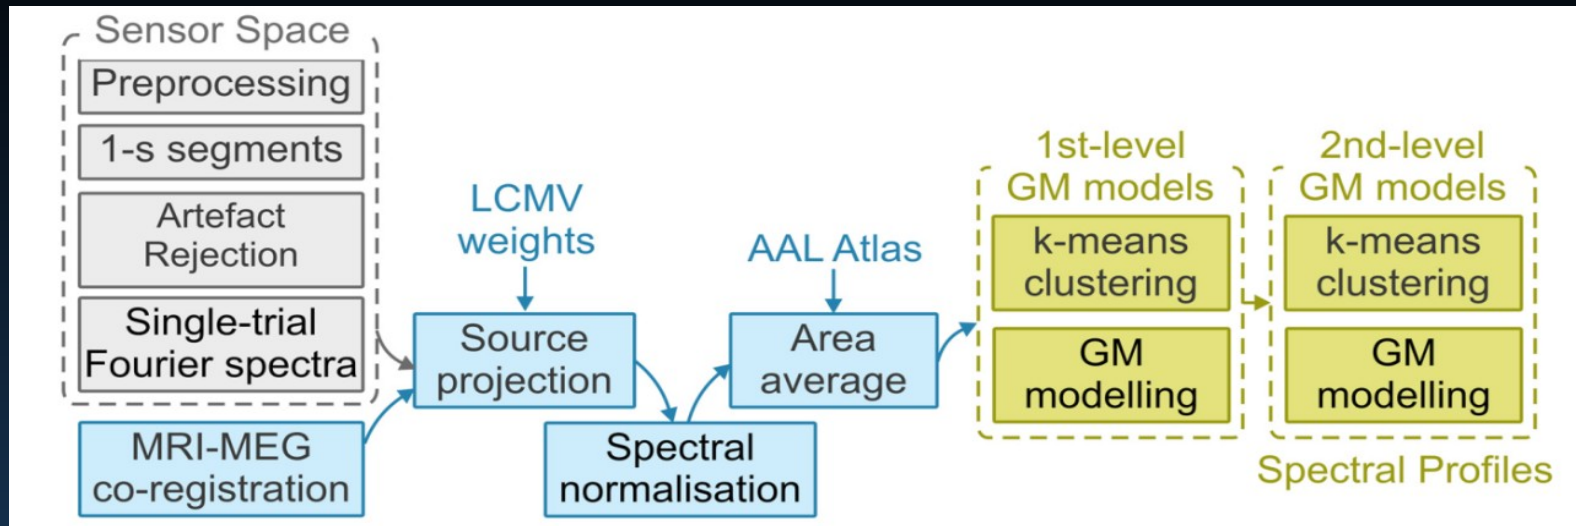 Sensor Space
Preprocessing
1-s segments
Artefact
Rejection
Single-trial
Fourier spectra
MRI-MEG
co-registration
LCMV
weights
Source
projection
Spectral
normalisation
AAL Atlas
Area
average
1st-level
GM models
k-means
clustering
GM
modelling
2nd-level
GM models
k-means
clustering
GM
modelling
Spectral Profiles